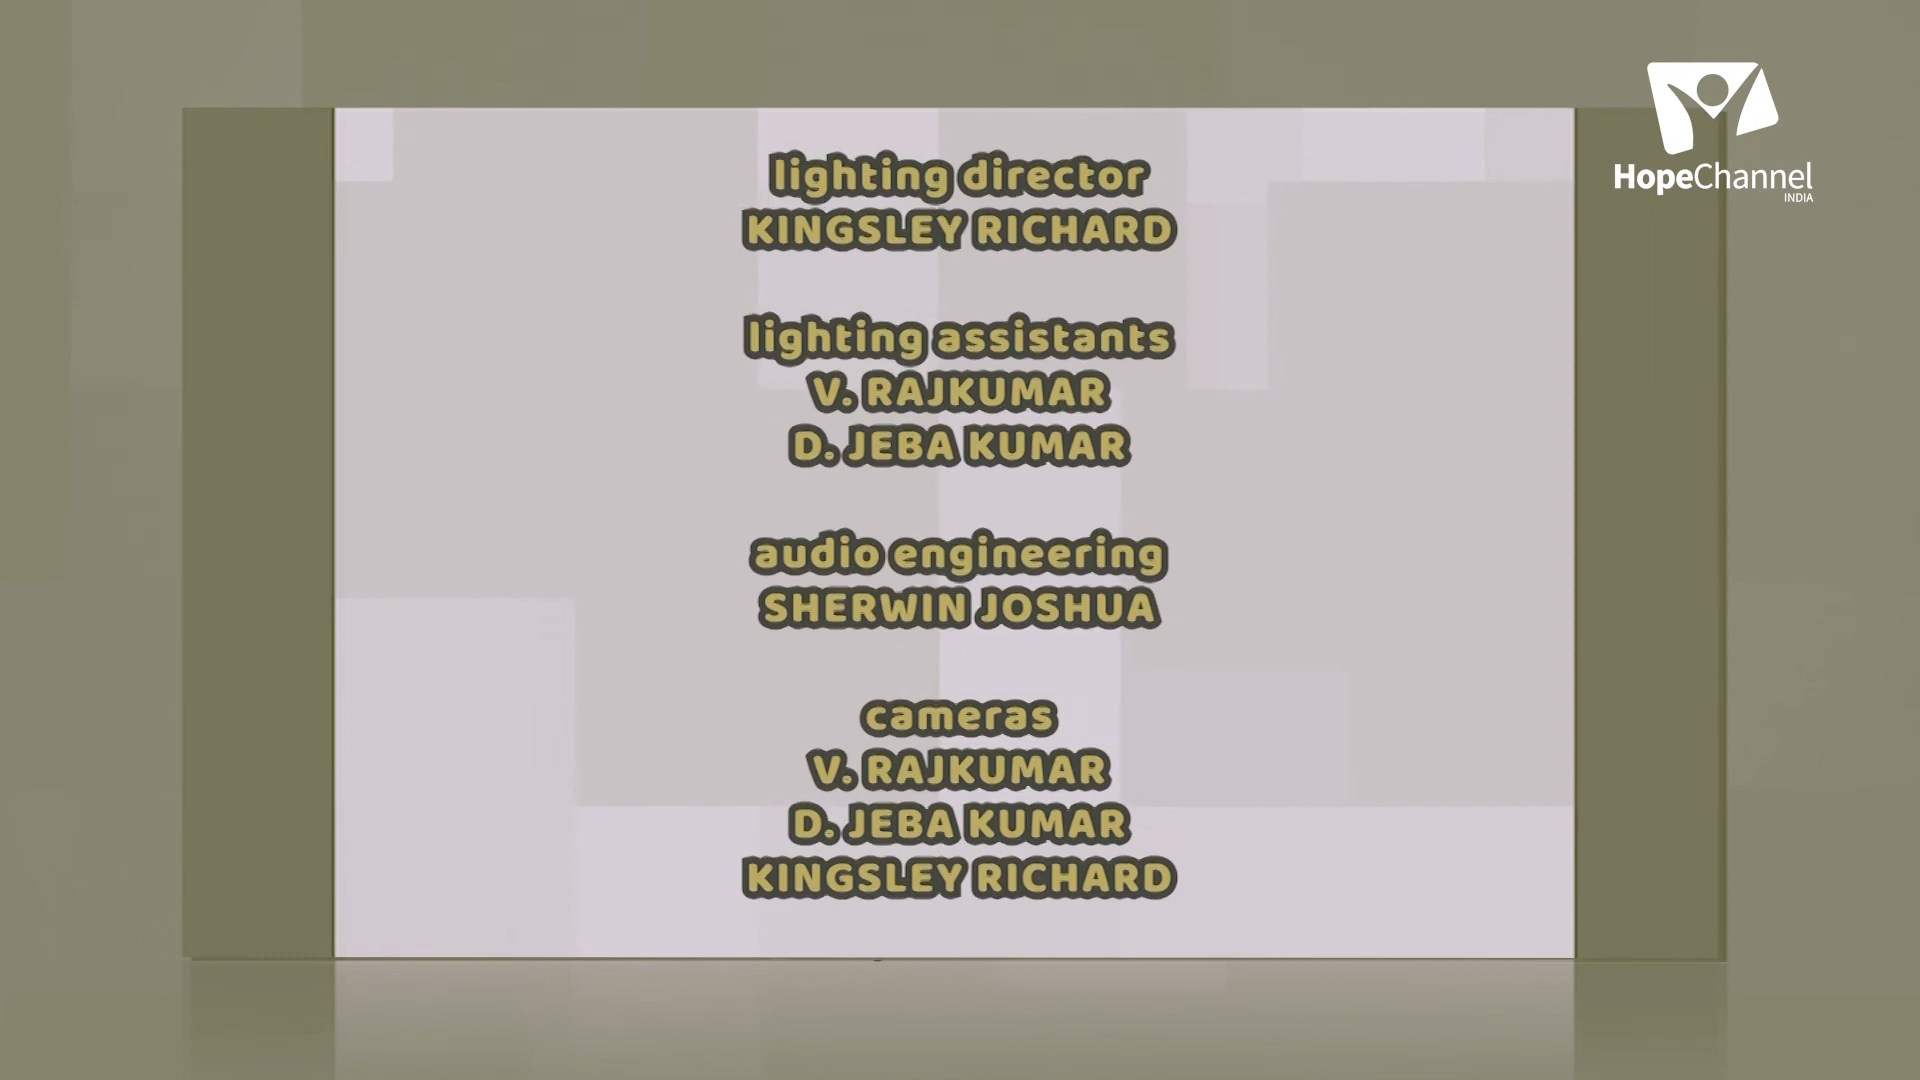 HopeChannel
INDIA
lighting director
KINGSLEY RICHARD
lighting assistants
V. RAJKUMAR
D. JEBA KUMAR
audio engineering
SHERWIN JOSHUA
cameras
V. RAJKUMAR
D. JEBA KUMAR
KINGSLEY RICHARD